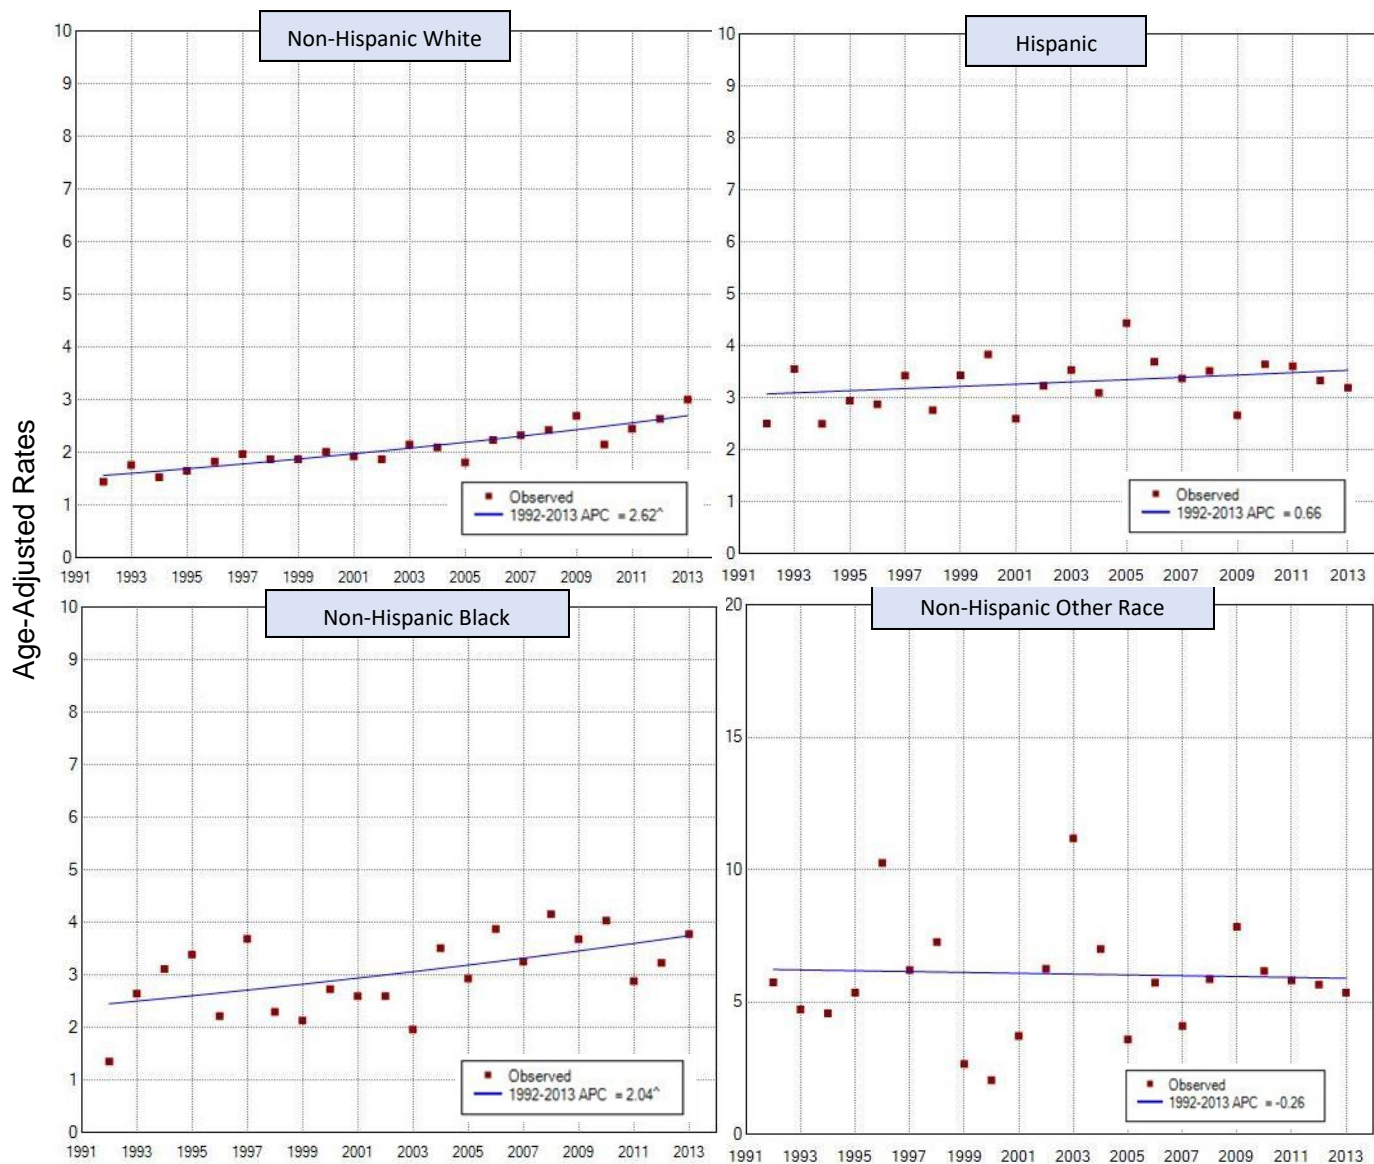 Age-Adjusted Rates
Non-Hispanic White
10
9
8
7
6
5
4
3
2
1
0
1991 1993 1995 1997 1999 2001 2003 2005 2007 2009 2011 2013
Observed
1992-2013 APC = 2.62^
Hispanic
10
9
8
7
6
5
4
3
2
1
0
1991 1993 1995 1997 1999 2001 2003 2005 2007 2009 2011 2013
Observed
1992-2013 APC = 0.66
Non-Hispanic Black
10
9
8
7
6
5
4
3
2
1
0
1991 1993 1995 1997 1999 2001 2003 2005 2007 2009 2011 2013
Observed
1992-2013 APC = 2.04^
Non-Hispanic Other Race
20
15
10
5
0
1991 1993 1995 1997 1999 2001 2003 2005 2007 2009 2011 2013
Observed
1992-2013 APC = -0.26